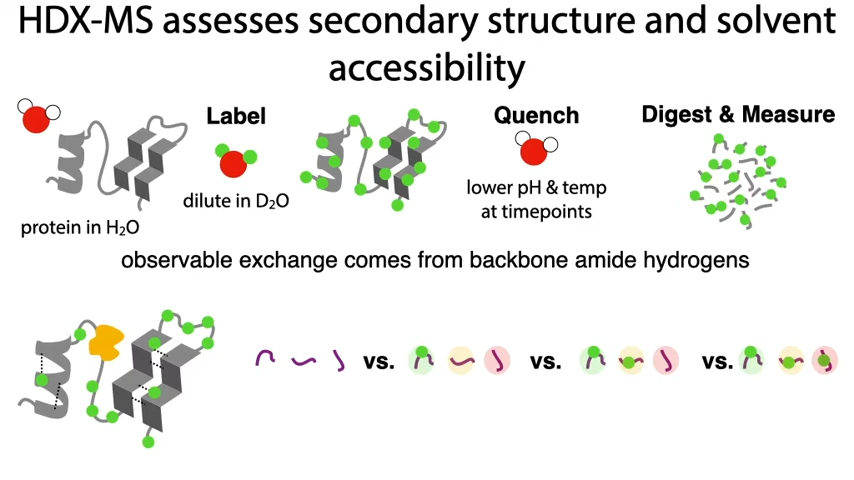 HDX-MS assesses secondary structure and solvent
accessibility
Label
Quench
Digest & Measure
dilute in D₂O
lower pH & temp
at timepoints
protein in H₂O
observable exchange comes from backbone amide hydrogens
vs. vs. vs.